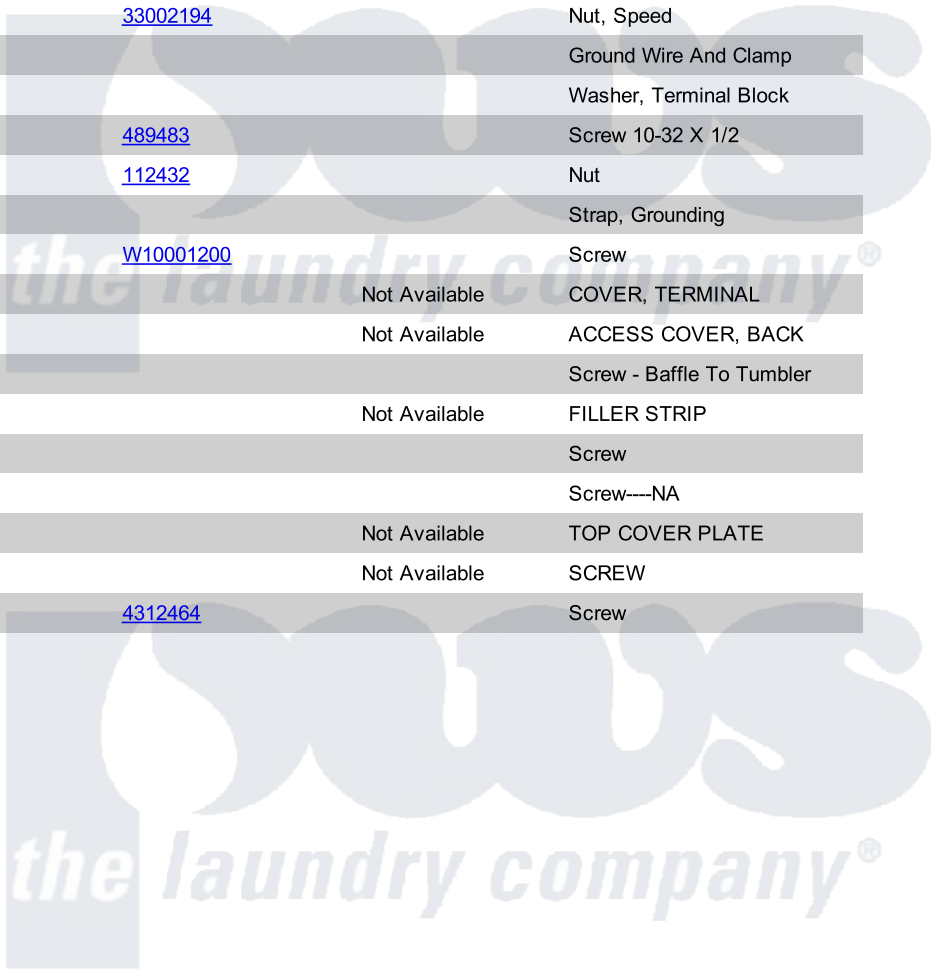 33002194 Nut, Speed
Ground Wire And Clamp
Washer, Terminal Block
489483 Screw 10-32 X 1/2
112432 Nut
Strap, Grounding
W10001200 Screw
Not Available COVER, TERMINAL
Not Available ACCESS COVER, BACK
Screw - Baffle To Tumbler
Not Available FILLER STRIP
Screw
Screw----NA
Not Available TOP COVER PLATE
Not Available SCREW
4312464 Screw
pws
the laundry company®
pws
the laundry company®